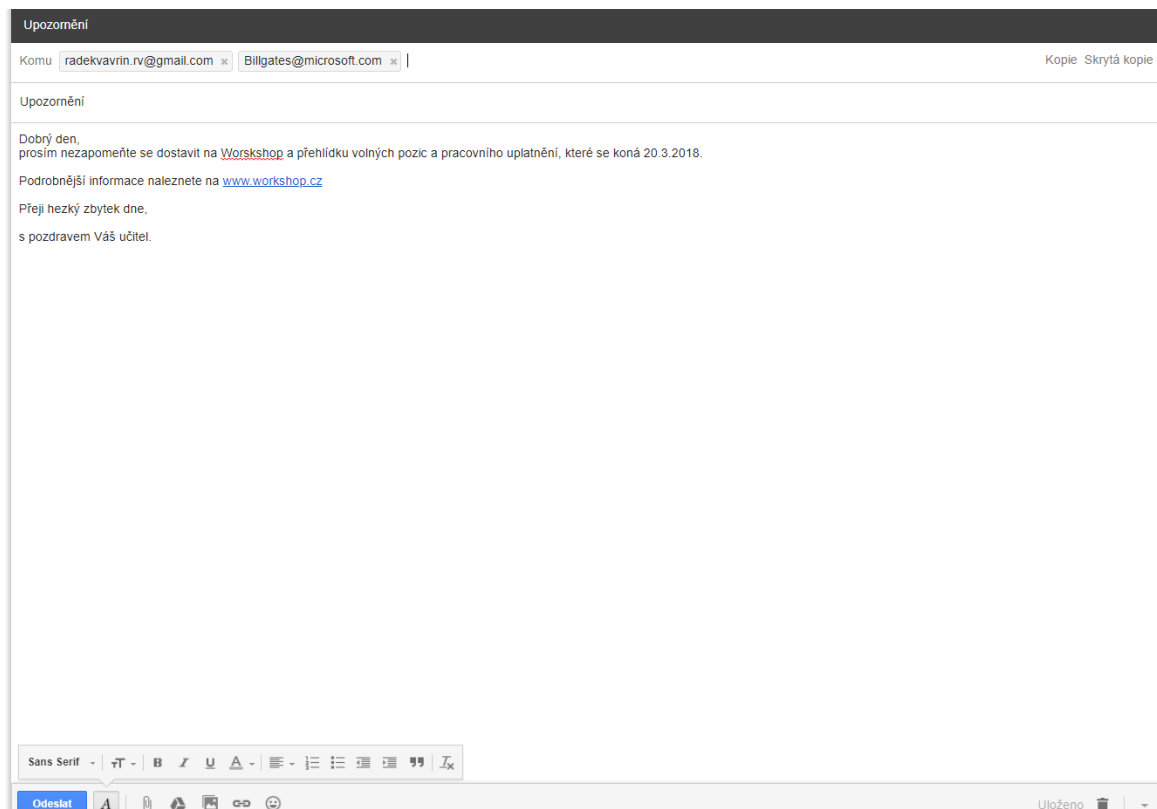 Upozornění
Komu radekvavrin.rv@gmail.com × Billgates@microsoft.com × Kopie Skrytá kopie
Upozornění
Dobrý den,
prosím nezapomeňte se dostavit na Worskshop a přehlídku volných pozic a pracovního uplatnění, které se koná 20.3.2018.
Podrobnější informace naleznete na www.workshop.cz
Přeji hezký zbytek dne,
s pozdravem Váš učitel.
Sans Serif тT B I U A Tx
Odeslat A Uloženo